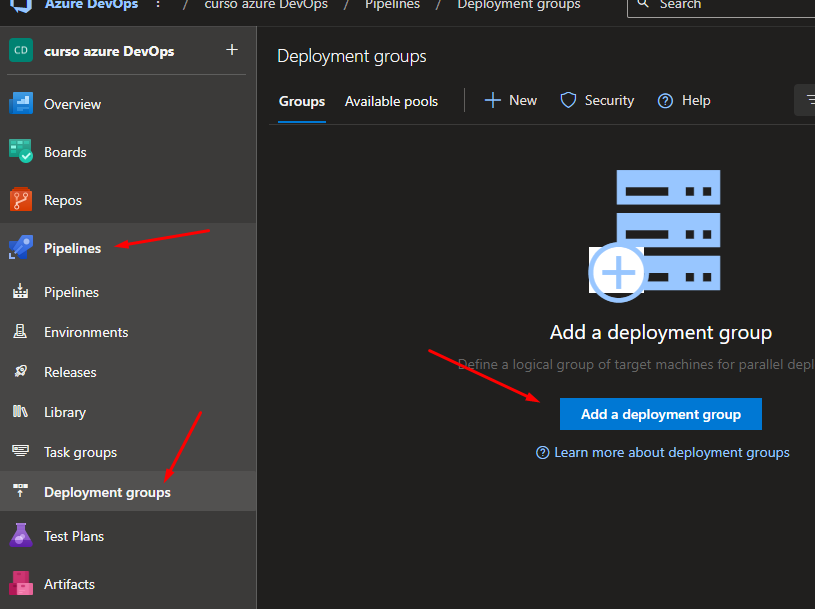 Azure DevOps / curso azure DevOps / Pipelines / Deployment groups
Search
CD curso azure DevOps +
Overview
Boards
Repos
Pipelines
Pipelines
Environments
Releases
Library
Task groups
Deployment groups
Test Plans
Artifacts
Deployment groups
Groups Available pools New Security Help
Add a deployment group
Define a logical group of target machines for parallel depl
Add a deployment group
Learn more about deployment groups